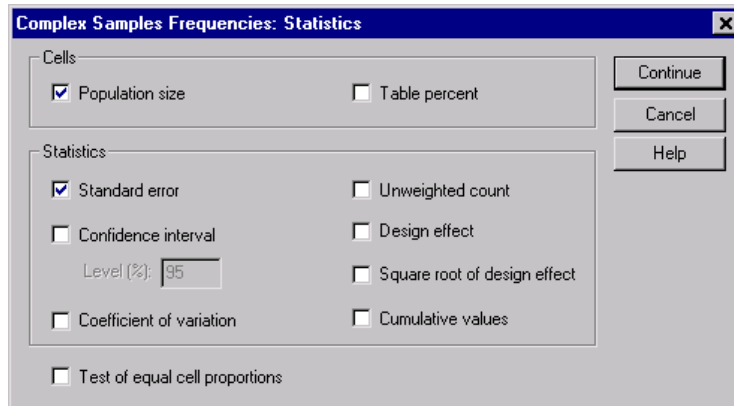 Complex Samples Frequencies: Statistics
Cells
Population size
Table percent
Continue
Cancel
Help
Statistics
Standard error
Unweighted count
Confidence interval
Design effect
Level (%): 95
Square root of design effect
Coefficient of variation
Cumulative values
Test of equal cell proportions